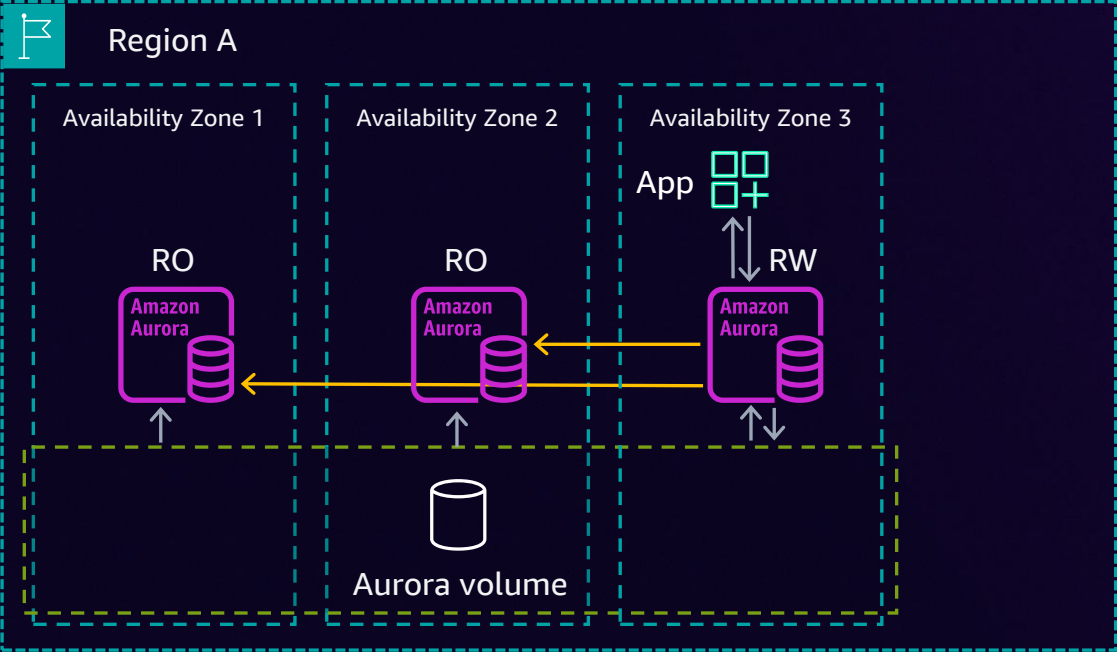 Region A
Availability Zone 1
Availability Zone 2
Availability Zone 3
App
RO
RO
RW
Amazon
Aurora
Amazon
Aurora
Amazon
Aurora
Aurora volume